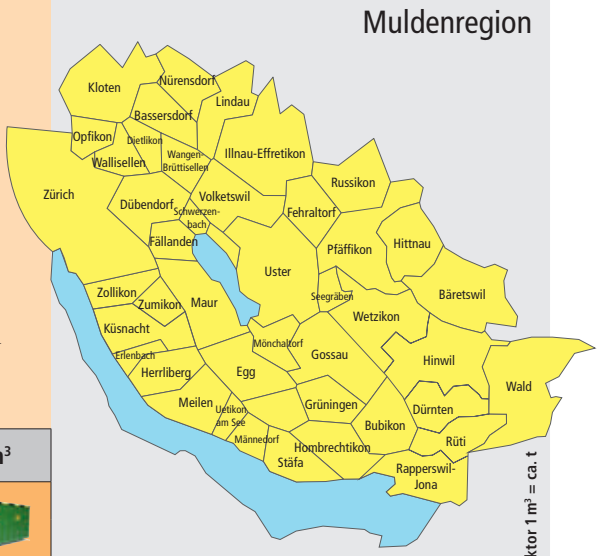 Muldenregion
Kloten
Nürensdorf
Lindau
Bassersdorf
Opfikon
Dietlikon
Wallisellen
Wangen-
Brüttisellen
Illnau-Effretikon
Russikon
Zürich
Dübendorf
Volketswil
Schwerzen-
bach
Fehraltorf
Fällanden
Pfäffikon
Hittnau
Uster
Zollikon
Zumikon
Maur
Seegräben
Bäretswil
Wetzikon
Küsnacht
Erlenbach
Mönchaltorf
Gossau
Hinwil
Herrliberg
Egg
Wald
Meilen
Uetikon
am See
Grüningen
Dürnten
Bubikon
Männedorf
Hombrechtikon
Rüti
Stäfa
Rapperswil-
Jona
m³
ktor 1 m³ = ca. t